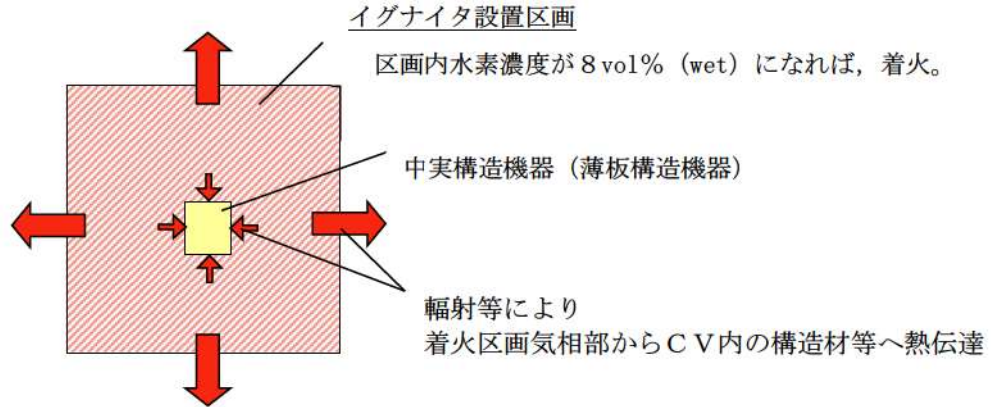 イグナイタ設置区画
区画内水素濃度が８vol％（wet）になれば，着火。
中実構造機器（薄板構造機器）
輻射等により
着火区画気相部からＣＶ内の構造材等へ熱伝達